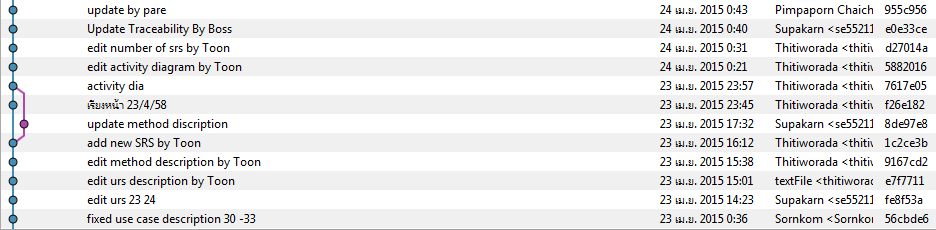 update by pare 24 เม.ย. 2015 0:43 Pimpaporn Chaich 955c956
Update Traceability By Boss 24 เม.ย. 2015 0:40 Supakarn <se55211 e0e33ce
edit number of srs by Toon 24 เม.ย. 2015 0:31 Thitiworada <thitiv d27014a
edit activity diagram by Toon 24 เม.ย. 2015 0:21 Thitiworada <thitiv 5882016
activity dia 23 เม.ย. 2015 23:57 Thitiworada <thitiv 7617e05
เรียงหน้า 23/4/58 23 เม.ย. 2015 23:45 Thitiworada <thitiv f26e182
update method discription 23 เม.ย. 2015 17:32 Supakarn <se55211 8de97e8
add new SRS by Toon 23 เม.ย. 2015 16:12 Thitiworada <thitiv 1c2ce3b
edit method description by Toon 23 เม.ย. 2015 15:38 Thitiworada <thitiv 9167cd2
edit urs description by Toon 23 เม.ย. 2015 15:01 textFile <thitiworac e7f7711
edit urs 23 24 23 เม.ย. 2015 14:23 Supakarn <se55211 fe8f53a
fixed use case description 30 -33 23 เม.ย. 2015 0:36 Sornkom <Sornkor 56cbde6